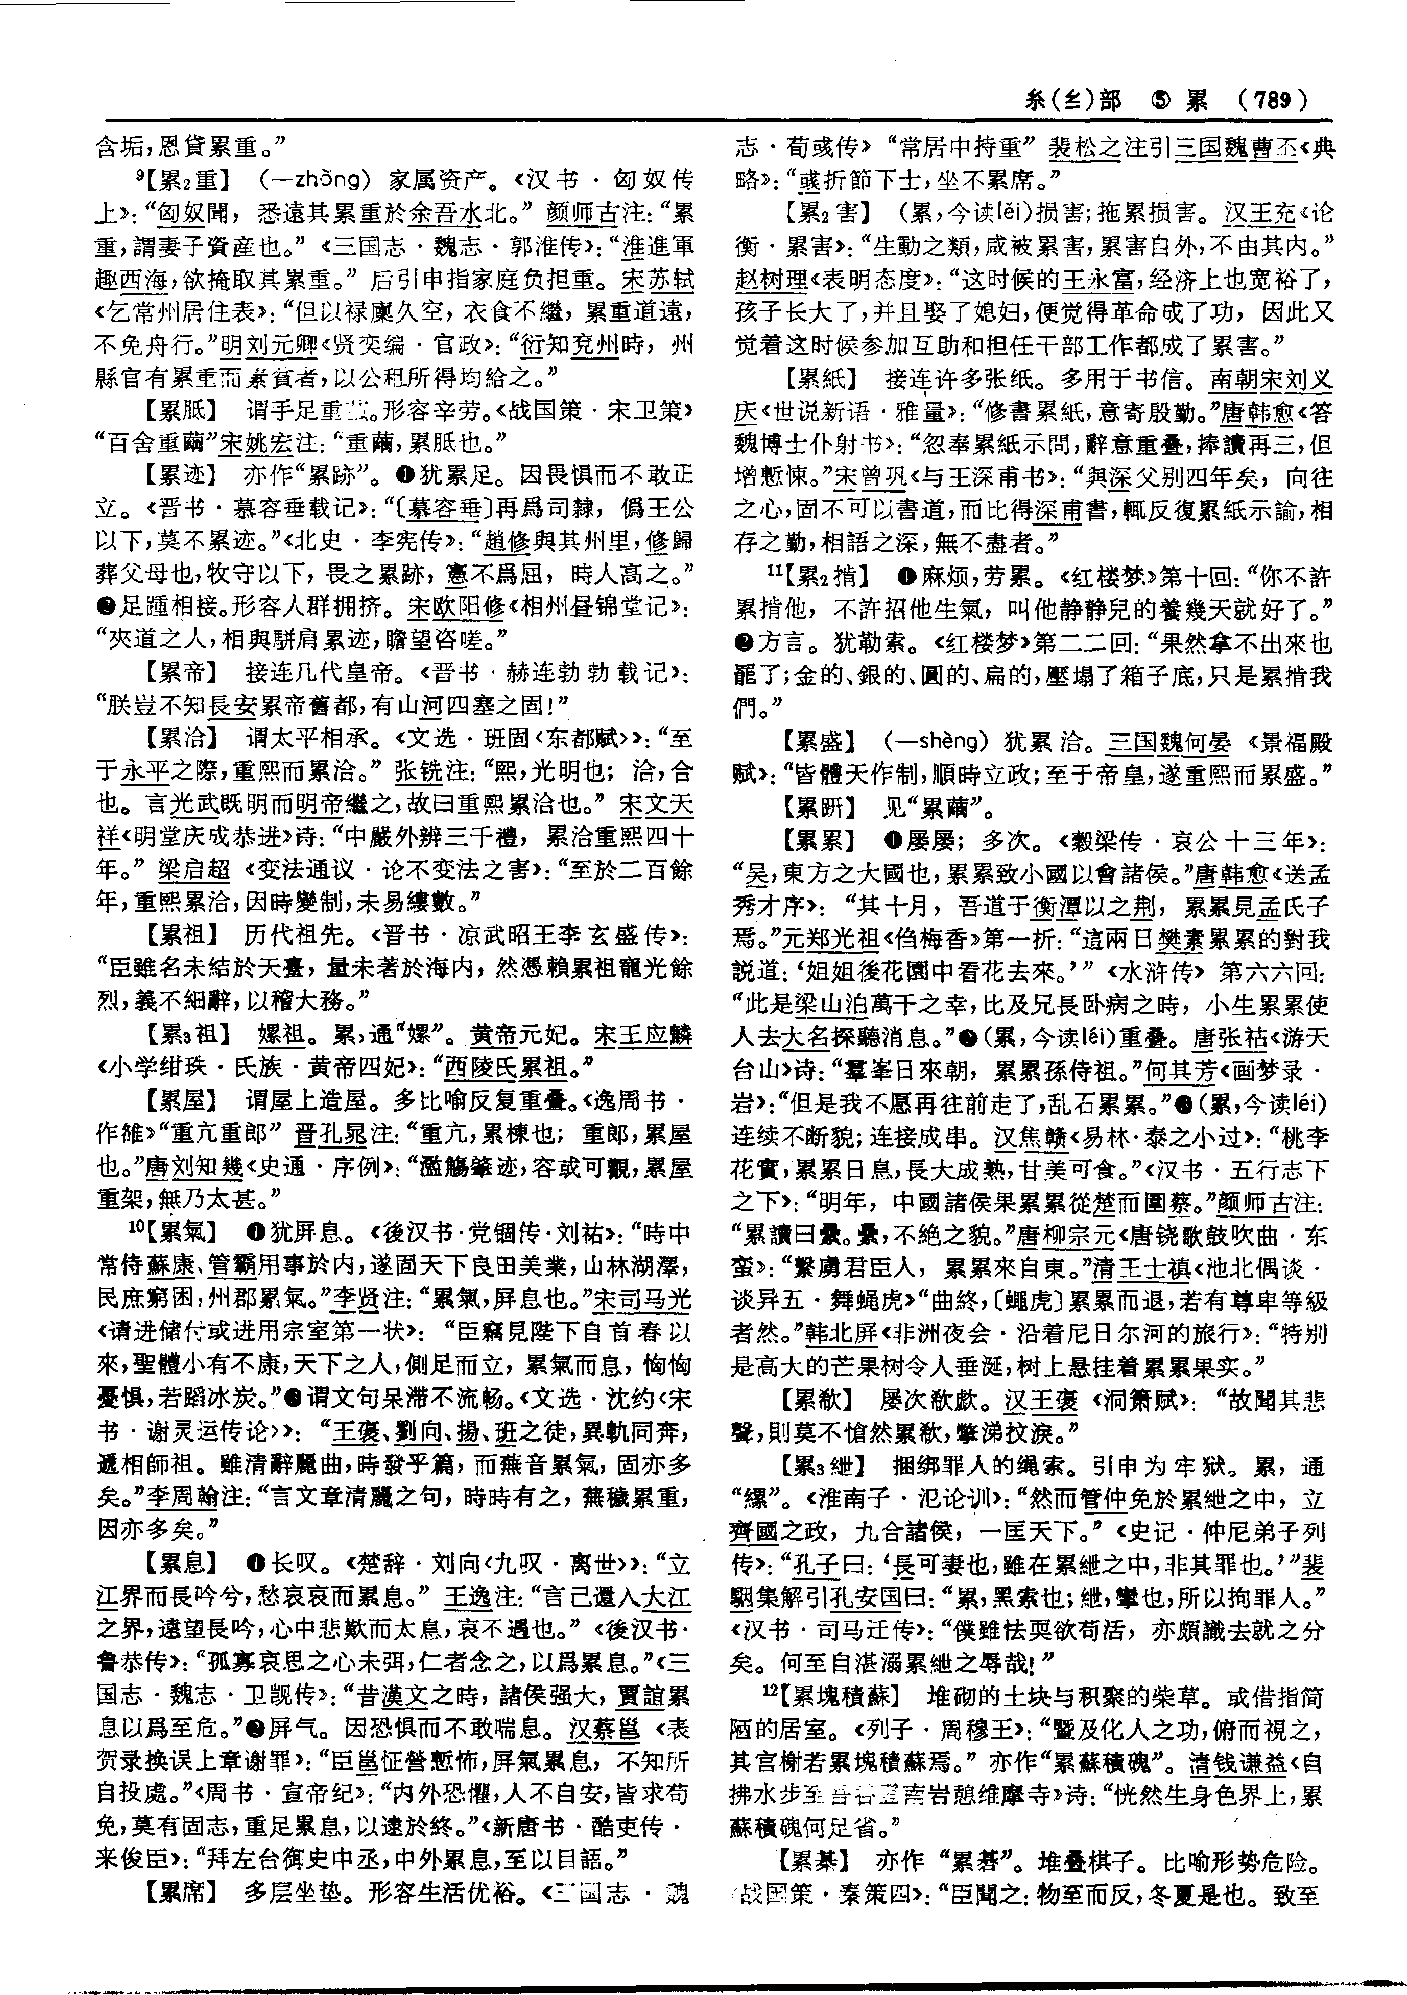 糸(纟)部 ⑤ 累 (789)
含垢,恩貸累重。”
⁹【累₂重】 (—zhòng) 家属资产。《汉书·匈奴传
上》:“匈奴聞,悉遠其累重於余吾水北。” 颜师古注:“累
重,謂妻子資産也。”《三国志·魏志·郭淮传》:“淮進軍
趣西海,欲掩取其累重。” 后引申指家庭负担重。宋苏轼
《乞常州居住表》:“但以禄廪久空,衣食不繼,累重道遠,
不免舟行。”明刘元卿《贤奕编·官政》:“衍知兖州時,州
縣官有累重而素貧者,以公租所得均給之。”
【累胝】 谓手足重茧。形容辛劳。《战国策·宋卫策》
“百舍重繭”宋姚宏注:“重繭,累胝也。”
【累迹】 亦作“累跡”。❶犹累足。因畏惧而不敢正
立。《晋书·慕容垂载记》:“〔慕容垂〕再爲司隸,僞王公
以下,莫不累迹。”《北史·李宪传》:“趙修與其州里,修歸
葬父母也,牧守以下,畏之累跡,憲不爲屈,時人高之。”
❷足踵相接。形容人群拥挤。宋欧阳修《相州昼锦堂记》:
“夾道之人,相與駢肩累迹,瞻望咨嗟。”
【累帝】 接连几代皇帝。《晋书·赫连勃勃载记》:
“朕豈不知長安累帝舊都,有山河四塞之固!”
【累洽】 谓太平相承。《文选·班固〈东都赋〉》:“至
于永平之際,重熙而累洽。” 张铣注:“熙,光明也;洽,合
也。言光武既明而明帝繼之,故曰重熙累洽也。” 宋文天
祥《明堂庆成恭进》诗:“中嚴外辨三千禮,累洽重熙四十
年。” 梁启超《变法通议·论不变法之害》:“至於二百餘
年,重熙累洽,因時變制,未易縷數。”
【累祖】 历代祖先。《晋书·凉武昭王李玄盛传》:
“臣雖名未結於天臺,量未著於海内,然憑賴累祖寵光餘
烈,義不細辭,以稽大務。”
【累₃祖】 嫘祖。累,通“嫘”。黄帝元妃。宋王应麟
《小学绀珠·氏族·黄帝四妃》:“西陵氏累祖。”
【累屋】 谓屋上造屋。多比喻反复重叠。《逸周书·
作雒》“重亢重郎” 晋孔晁注:“重亢,累棟也;重郎,累屋
也。”唐刘知幾《史通·序例》:“濫觴肇迹,容或可觀,累屋
重架,無乃太甚。”
¹⁰【累氣】 ❶犹屏息。《後汉书·党锢传·刘祐》:“時中
常侍蘇康、管霸用事於内,遂固天下良田美業,山林湖澤,
民庶窮困,州郡累氣。”李贤注:“累氣,屏息也。”宋司马光
《请进储付或进用宗室第一状》:“臣竊見陛下自首春以
來,聖體小有不康,天下之人,側足而立,累氣而息,恟恟
憂惧,若蹈冰炭。”❷谓文句呆滞不流畅。《文选·沈约〈宋
书·谢灵运传论〉》:“王褒、劉向、揚、班之徒,異軌同奔,
遞相師祖。雖清辭麗曲,時發乎篇,而蕪音累氣,固亦多
矣。”李周翰注:“言文章清麗之句,時時有之,蕪穢累重,
因亦多矣。”
【累息】 ❶长叹。《楚辞·刘向〈九叹·离世〉》:“立
江界而長吟兮,愁哀哀而累息。” 王逸注:“言己還入大江
之界,遠望長吟,心中悲歎而太息,哀不遇也。”《後汉书·
鲁恭传》:“孤寡哀思之心未弭,仁者念之,以爲累息。”《三
国志·魏志·卫觊传》:“昔漢文之時,諸侯强大,賈誼累
息以爲至危。”❷屏气。因恐惧而不敢喘息。汉蔡邕《表
贺录换误上章谢罪》:“臣邕怔營慙怖,屏氣累息,不知所
自投處。”《周书·宣帝纪》:“内外恐懼,人不自安,皆求苟
免,莫有固志,重足累息,以逮於終。”《新唐书·酷吏传·
来俊臣》:“拜左台御史中丞,中外累息,至以目語。”
【累席】 多层坐垫。形容生活优裕。《三国志·魏
志·荀彧传》“常居中持重”裴松之注引三国魏曹丕《典
略》:“彧折節下士,坐不累席。”
【累₂害】 (累,今读lěi)损害;拖累损害。汉王充《论
衡·累害》:“生動之類,咸被累害,累害自外,不由其内。”
赵树理《表明态度》:“这时候的王永富,经济上也宽裕了,
孩子长大了,并且娶了媳妇,便觉得革命成了功,因此又
觉着这时候参加互助和担任干部工作都成了累害。”
【累紙】 接连许多张纸。多用于书信。南朝宋刘义
庆《世说新语·雅量》:“修書累紙,意寄殷勤。”唐韩愈《答
魏博士仆射书》:“忽奉累紙示問,辭意重疊,捧讀再三,但
增慙悚。”宋曾巩《与王深甫书》:“與深父别四年矣,向往
之心,固不可以書道,而比得深甫書,輒反復累紙示諭,相
存之勤,相語之深,無不盡者。”
¹¹【累₂掯】 ❶麻烦,劳累。《红楼梦》第十回:“你不許
累掯他,不許招他生氣,叫他静静兒的養幾天就好了。”
❷方言。犹勒索。《红楼梦》第二二回:“果然拿不出來也
罷了;金的、銀的、圓的、扁的,壓塌了箱子底,只是累掯我
們。”
【累盛】 (—shèng) 犹累洽。三国魏何晏《景福殿
赋》:“皆體天作制,順時立政;至于帝皇,遂重熙而累盛。”
【累趼】 见“累繭”。
【累累】 ❶屡屡;多次。《穀梁传·哀公十三年》:
“吴,東方之大國也,累累致小國以會諸侯。”唐韩愈《送孟
秀才序》:“其十月,吾道于衡潭以之荆,累累見孟氏子
焉。”元郑光祖《㑳梅香》第一折:“這兩日樊素累累的對我
説道:‘姐姐後花園中看花去來。’”《水浒传》第六六回:
“此是梁山泊萬千之幸,比及兄長卧病之時,小生累累使
人去大名探聽消息。”❷(累,今读léi)重叠。唐张祜《游天
台山》诗:“羣峯日來朝,累累孫侍祖。”何其芳《画梦录·
岩》:“但是我不愿再往前走了,乱石累累。”❸(累,今读léi)
连续不断貌;连接成串。汉焦赣《易林·泰之小过》:“桃李
花實,累累日息,長大成熟,甘美可食。”《汉书·五行志下
之下》:“明年,中國諸侯果累累從楚而圍蔡。”颜师古注:
“累讀曰纍。纍,不絶之貌。”唐柳宗元《唐铙歌鼓吹曲·东
蛮》:“繫虜君臣人,累累來自東。”清王士禛《池北偶谈·
谈异五·舞蝇虎》“曲終,〔蠅虎〕累累而退,若有尊卑等級
者然。”韩北屏《非洲夜会·沿着尼日尔河的旅行》:“特别
是高大的芒果树令人垂涎,树上悬挂着累累果实。”
【累欷】 屡次欷歔。汉王褒《洞箫赋》:“故聞其悲
聲,則莫不愴然累欷,擎涕抆淚。”
【累₃紲】 捆绑罪人的绳索。引申为牢狱。累,通
“缧”。《淮南子·氾论训》:“然而管仲免於累紲之中,立
齊國之政,九合諸侯,一匡天下。”《史记·仲尼弟子列
传》:“孔子曰:‘長可妻也,雖在累紲之中,非其罪也。’”裴
駰集解引孔安国曰:“累,黑索也;紲,攣也,所以拘罪人。”
《汉书·司马迁传》:“僕雖怯耎欲苟活,亦頗識去就之分
矣。何至自湛溺累紲之辱哉!”
¹²【累塊積蘇】 堆砌的土块与积聚的柴草。或借指简
陋的居室。《列子·周穆王》:“暨及化人之功,俯而視之,
其宫榭若累塊積蘇焉。” 亦作“累蘇積磈”。清钱谦益《自
拂水步至吾谷并南岩憩维摩寺》诗:“恍然生身色界上,累
蘇積磈何足省。”
【累棊】 亦作“累碁”。堆叠棋子。比喻形势危险。
《战国策·秦策四》:“臣聞之:物至而反,冬夏是也。致至